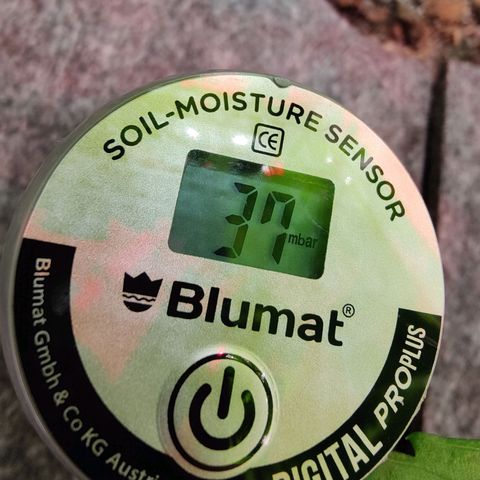 SOIL-MOISTURE SENSOR
CE
37 mbar
Blumat®
Blumat Gmbh & Co KG Austri
DIGITAL PROPLUS